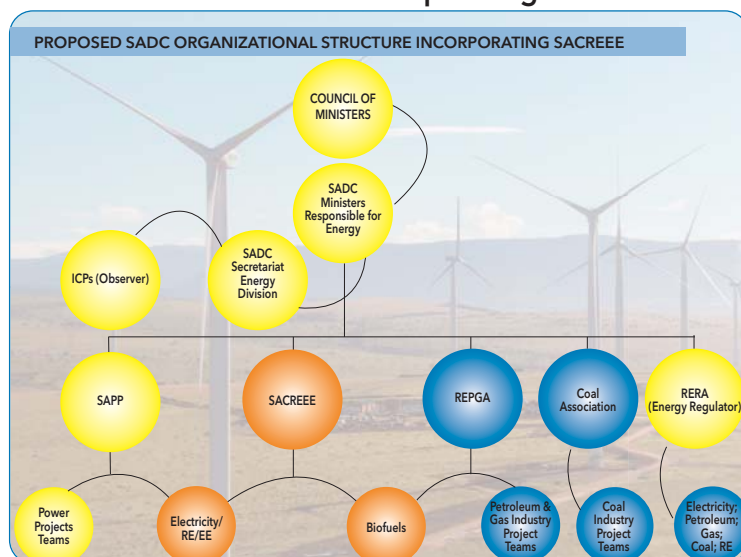 PROPOSED SADC ORGANIZATIONAL STRUCTURE INCORPORATING SACREEE
COUNCIL OF
MINISTERS
SADC
Ministers
Responsible for
Energy
ICPs (Observer)
SADC
Secretariat
Energy
Division
SAPP
SACREEE
REPGA
Coal
Association
RERA
(Energy Regulator)
Power
Projects
Teams
Electricity/
RE/EE
Biofuels
Petroleum &
Gas Industry
Project
Teams
Coal
Industry
Project
Teams
Electricity;
Petroleum;
Gas;
Coal; RE